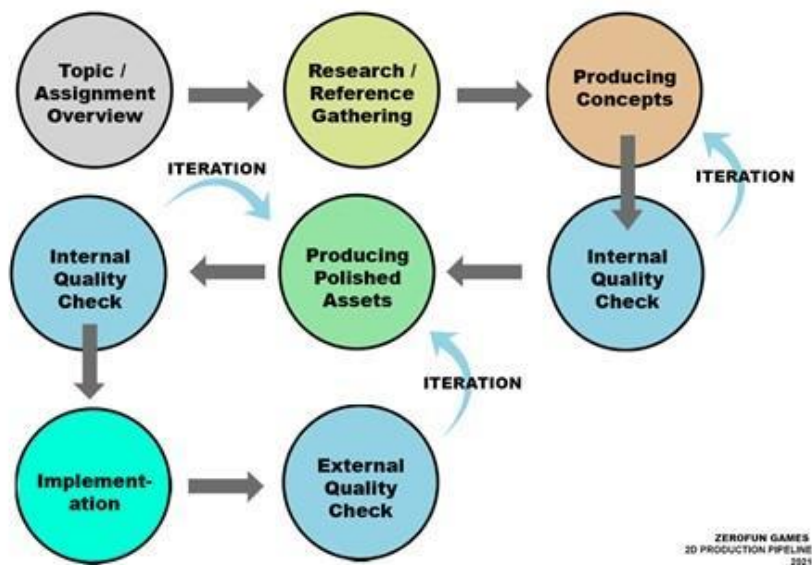 Topic /
Assignment
Overview
Research /
Reference
Gathering
Producing
Concepts
ITERATION
ITERATION
Internal
Quality
Check
Producing
Polished
Assets
Internal
Quality
Check
ITERATION
Implement-
ation
External
Quality
Check
ZEROFUN GAMES
2D PRODUCTION PIPELINE
2021